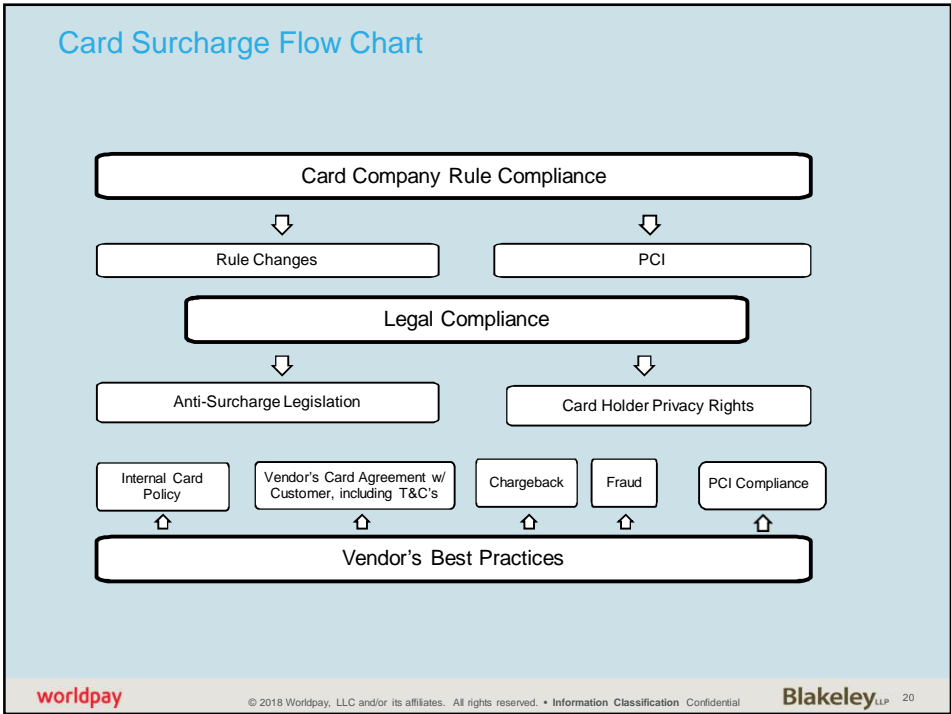 Card Surcharge Flow Chart
Card Company Rule Compliance
Rule Changes
PCI
Legal Compliance
Anti-Surcharge Legislation
Card Holder Privacy Rights
Internal Card
Policy
Vendor's Card Agreement w/
Customer, including T&C's
Chargeback
Fraud
PCI Compliance
Vendor's Best Practices
worldpay
© 2018 Worldpay, LLC and/or its affiliates. All rights reserved. • Information Classification Confidential
Blakeley LLP
20